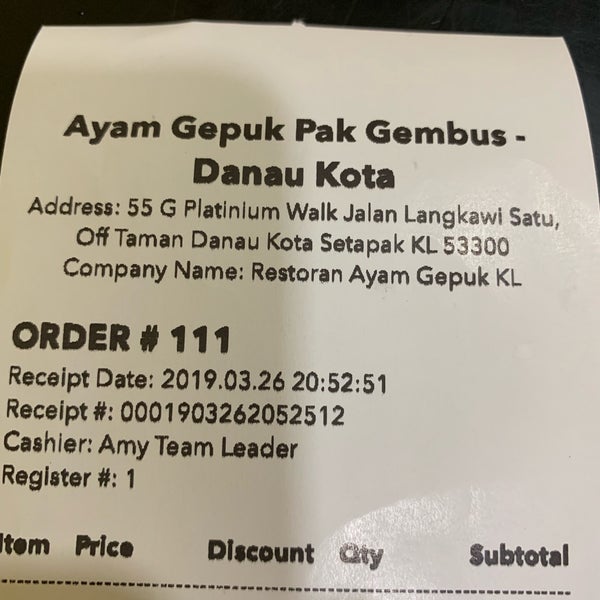 Ayam Gepuk Pak Gembus -
Danau Kota
Address: 55 G Platinium Walk Jalan Langkawi Satu,
Off Taman Danau Kota Setapak KL 53300
Company Name: Restoran Ayam Gepuk KL
ORDER # 111
Receipt Date: 2019.03.26 20:52:51
Receipt #: 0001903262052512
Cashier: Amy Team Leader
Register #: 1
Item Price Discount Qty Subtotal